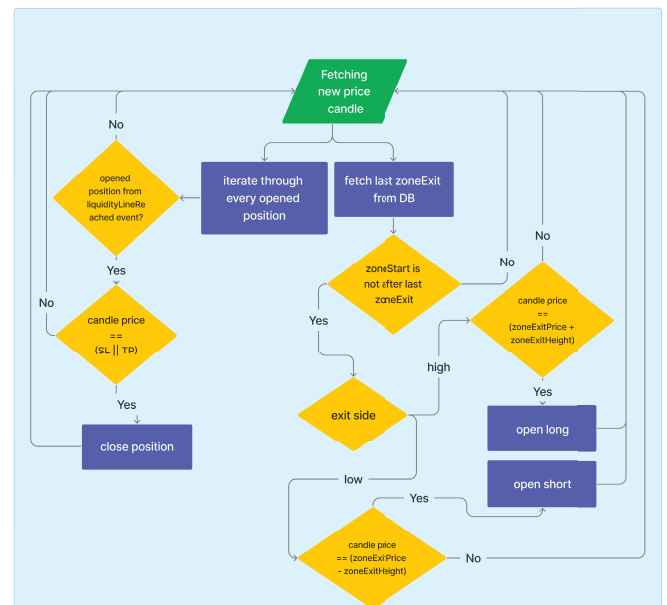 Fetching
new price
candle
No
opened
position from
liquidityLineRe
ached event?
iterate through
every opened
position
fetch last zoneExit
from DB
No
zoneStart is
not after last
zoneExit
No
Yes
No
candle price
==
(SL || TP)
Yes
candle price
==
(zoneExitPrice +
zoneExitHeight)
high
Yes
exit side
Yes
close position
open long
low
open short
Yes
candle price
== (zoneExitPrice
- zoneExitHeight)
No